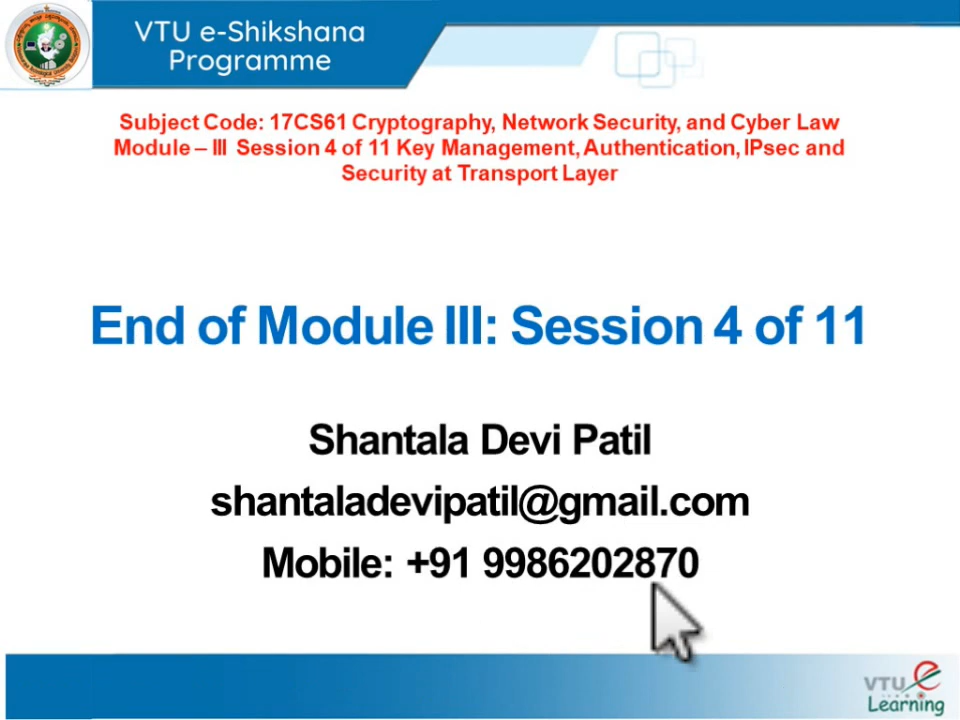 VTU e-Shikshana
Programme
Subject Code: 17CS61 Cryptography, Network Security, and Cyber Law
Module – III Session 4 of 11 Key Management, Authentication, IPsec and
Security at Transport Layer
End of Module III: Session 4 of 11
Shantala Devi Patil
shantaladevipatil@gmail.com
Mobile: +91 9986202870
VTU e
Learning